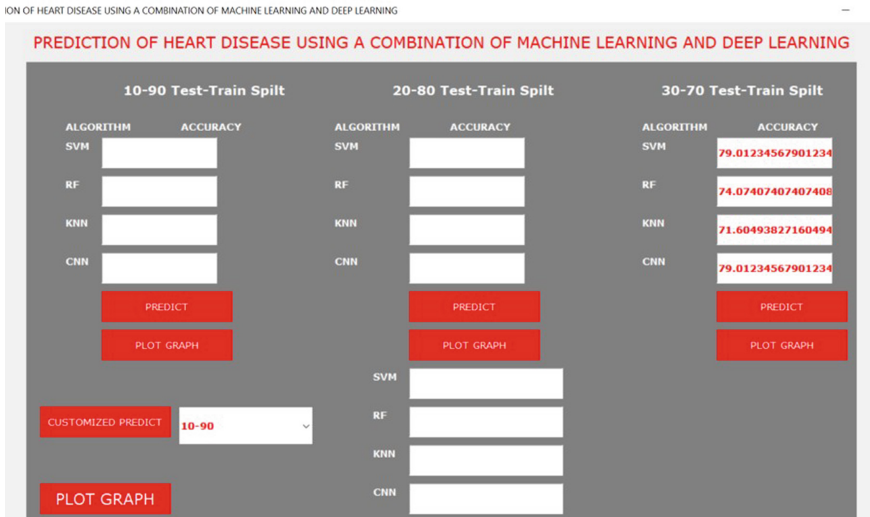 ION OF HEART DISEASE USING A COMBINATION OF MACHINE LEARNING AND DEEP LEARNING
PREDICTION OF HEART DISEASE USING A COMBINATION OF MACHINE LEARNING AND DEEP LEARNING
10-90 Test-Train Spilt 20-80 Test-Train Spilt 30-70 Test-Train Spilt
ALGORITHM ACCURACY ALGORITHM ACCURACY ALGORITHM ACCURACY
SVM SVM SVM 79.01234567901234
RF RF RF 74.07407407407408
KNN KNN KNN 71.60493827160494
CNN CNN CNN 79.01234567901234
PREDICT PREDICT PREDICT
PLOT GRAPH PLOT GRAPH PLOT GRAPH
SVM
CUSTOMIZED PREDICT 10-90 RF
KNN
PLOT GRAPH CNN